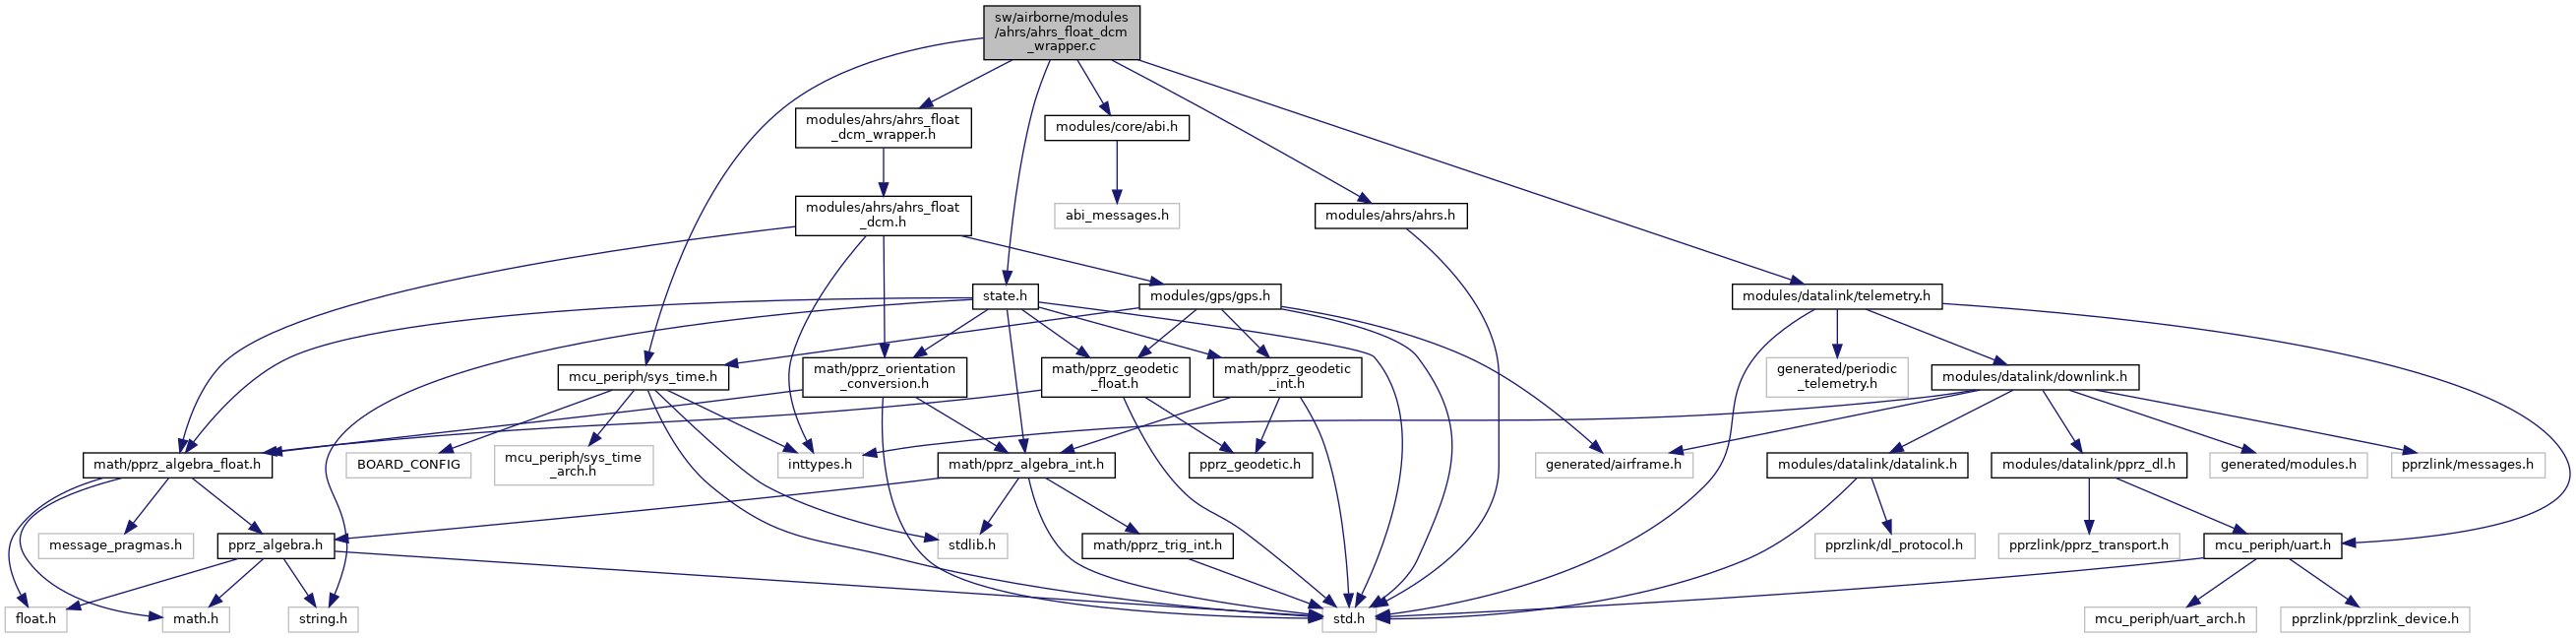 sw/airborne/modules
/ahrs/ahrs_float_dcm
_wrapper.c
modules/ahrs/ahrs_float
_dcm_wrapper.h
modules/core/abi.h
modules/ahrs/ahrs_float
_dcm.h
abi_messages.h
modules/ahrs/ahrs.h
state.h
modules/gps/gps.h
modules/datalink/telemetry.h
mcu_periph/sys_time.h
math/pprz_orientation
_conversion.h
math/pprz_geodetic
_float.h
math/pprz_geodetic
_int.h
generated/periodic
_telemetry.h
modules/datalink/downlink.h
math/pprz_algebra_float.h
BOARD_CONFIG
mcu_periph/sys_time
_arch.h
inttypes.h
math/pprz_algebra_int.h
pprz_geodetic.h
generated/airframe.h
modules/datalink/datalink.h
modules/datalink/pprz_dl.h
generated/modules.h
pprzlink/messages.h
message_pragmas.h
pprz_algebra.h
stdlib.h
math/pprz_trig_int.h
pprzlink/dl_protocol.h
pprzlink/pprz_transport.h
mcu_periph/uart.h
float.h
math.h
string.h
std.h
mcu_periph/uart_arch.h
pprzlink/pprzlink_device.h